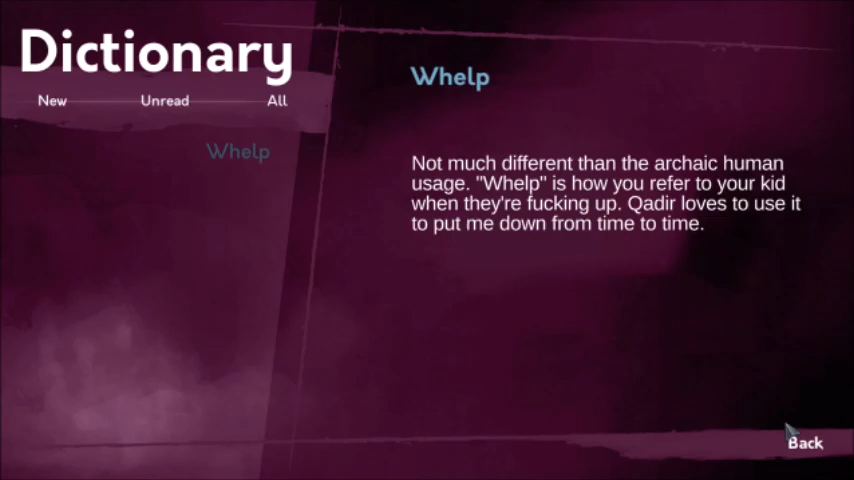 Dictionary
New Unread All
Whelp
Whelp
Not much different than the archaic human
usage. "Whelp" is how you refer to your kid
when they're fucking up. Qadir loves to use it
to put me down from time to time.
Back